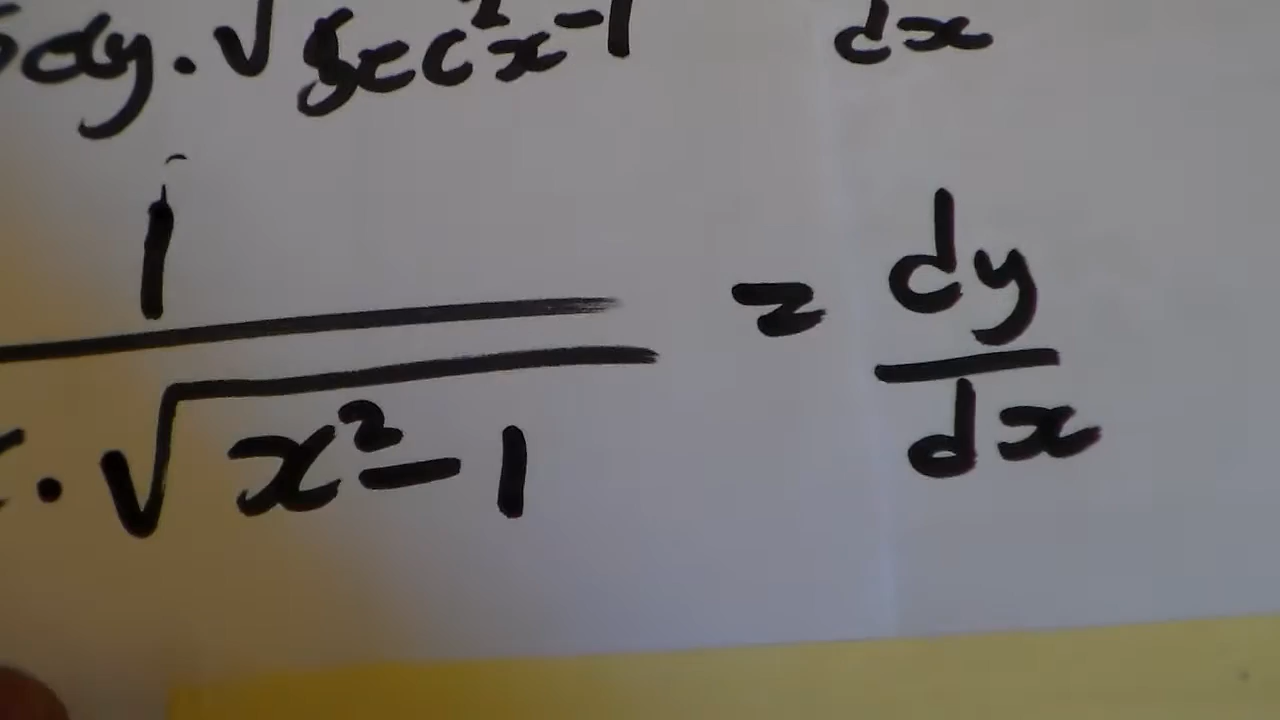 dy · √sec²x-1 dx
1
· √x²-1 = dy/dx